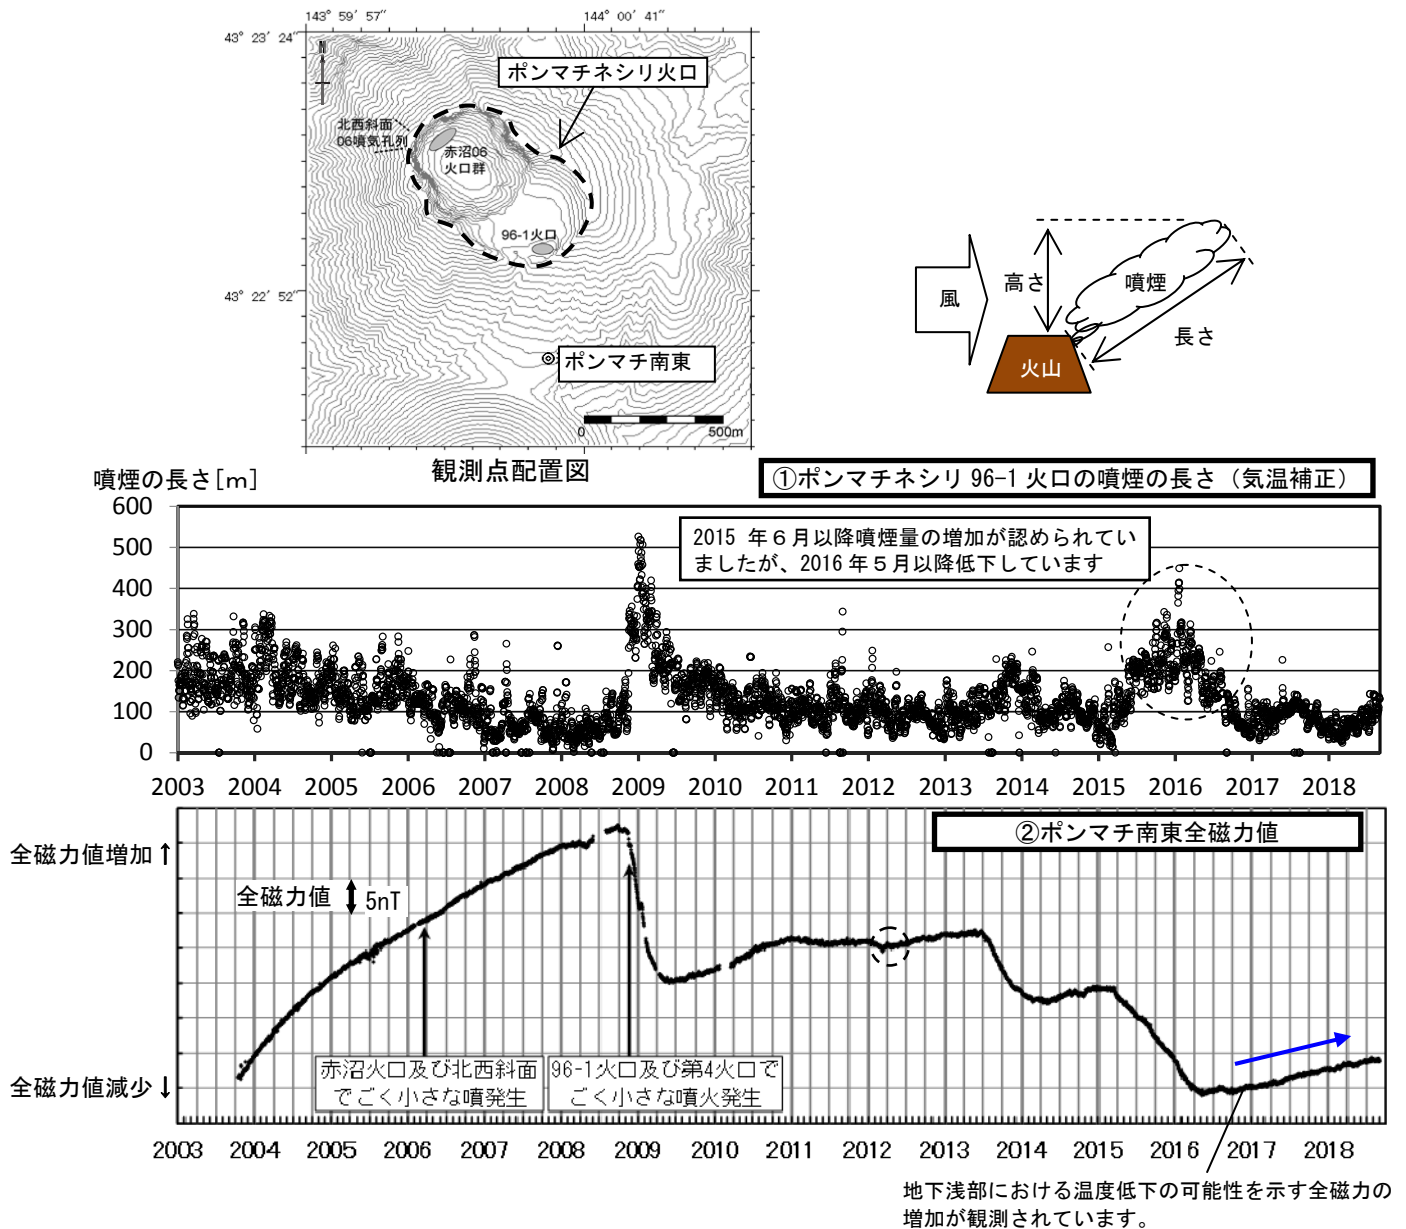 143° 59′ 57″
144° 00′ 41″
43° 23′ 24″
N
ポンマチネシリ火口
北西斜面
06噴気孔列
赤沼06
火口群
96-1火口
43° 22′ 52″
ポンマチ南東
0
500m
観測点配置図
風
高さ
噴煙
長さ
火山
噴煙の長さ[m]
①ポンマチネシリ 96-1 火口の噴煙の長さ（気温補正）
600
500
400
300
200
100
0
2015 年６月以降噴煙量の増加が認められてい
ましたが、2016 年５月以降低下しています
2003 2004 2005 2006 2007 2008 2009 2010 2011 2012 2013 2014 2015 2016 2017 2018
②ポンマチ南東全磁力値
全磁力値増加↑
全磁力値 5nT
全磁力値減少↓
赤沼火口及び北西斜面
でごく小さな噴発生
96-1火口及び第4火口で
ごく小さな噴火発生
2003 2004 2005 2006 2007 2008 2009 2010 2011 2012 2013 2014 2015 2016 2017 2018
地下浅部における温度低下の可能性を示す全磁力の
増加が観測されています。